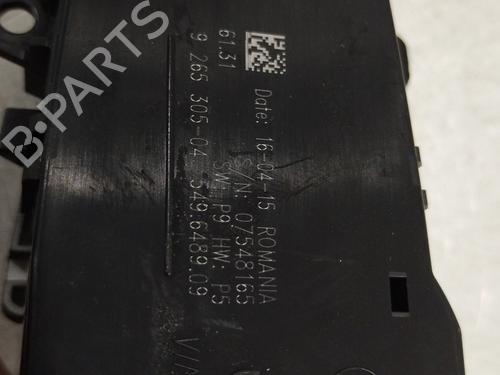 B-PARTS
61.31
9 265 305-04
Date: 16-04-15 ROMANIA
S/N: 07548165
SW: P9 HW: P5
549.6489.09